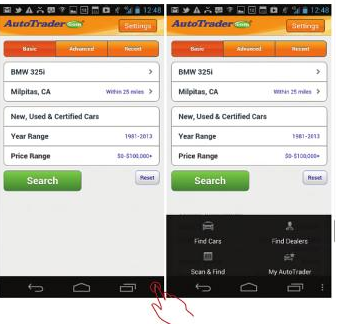 12:48
AutoTrader.com
Settings
Basic
Advanced
Recent
BMW 325i
Milpitas, CA
Within 25 miles
New, Used & Certified Cars
Year Range
1981-2013
Price Range
$0-$100,000+
Search
Reset
12:48
AutoTrader.com
Settings
Basic
Advanced
Recent
BMW 325i
Milpitas, CA
Within 25 miles
New, Used & Certified Cars
Year Range
1981-2013
Price Range
$0-$100,000+
Search
Reset
Find Cars
Find Dealers
Scan & Find
My AutoTrader